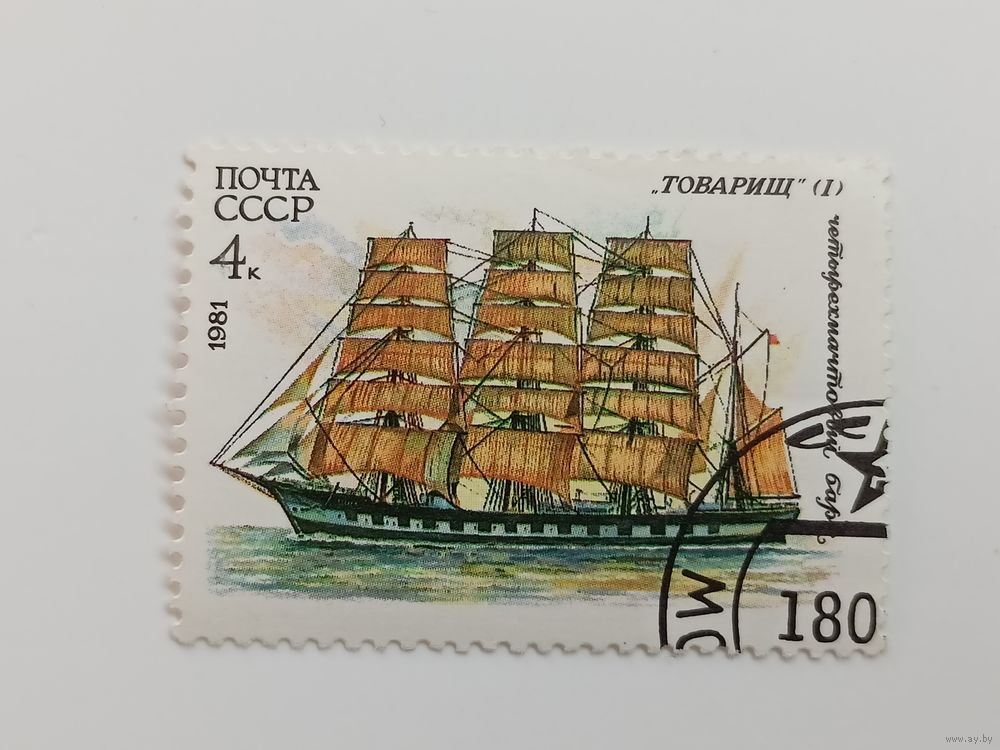 ПОЧТА
СССР
4к
1981
„ТОВАРИЩ" (I)
четырехмачтовый барк
180
www.ay.by